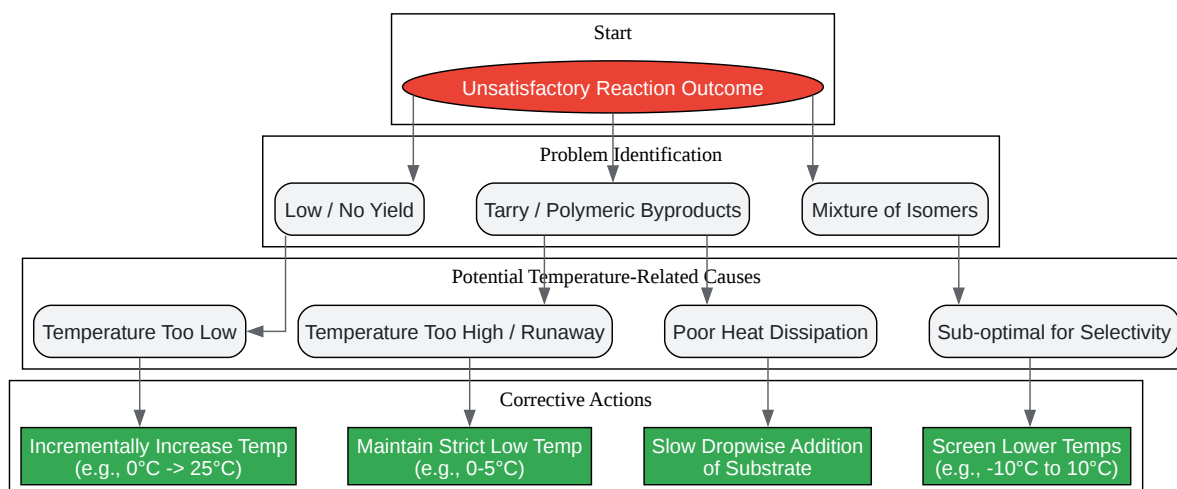 Start
Unsatisfactory Reaction Outcome
Problem Identification
Low / No Yield
Tarry / Polymeric Byproducts
Mixture of Isomers
Potential Temperature-Related Causes
Temperature Too Low
Temperature Too High / Runaway
Poor Heat Dissipation
Sub-optimal for Selectivity
Corrective Actions
Incrementally Increase Temp
(e.g., 0°C -> 25°C)
Maintain Strict Low Temp
(e.g., 0-5°C)
Slow Dropwise Addition
of Substrate
Screen Lower Temps
(e.g., -10°C to 10°C)